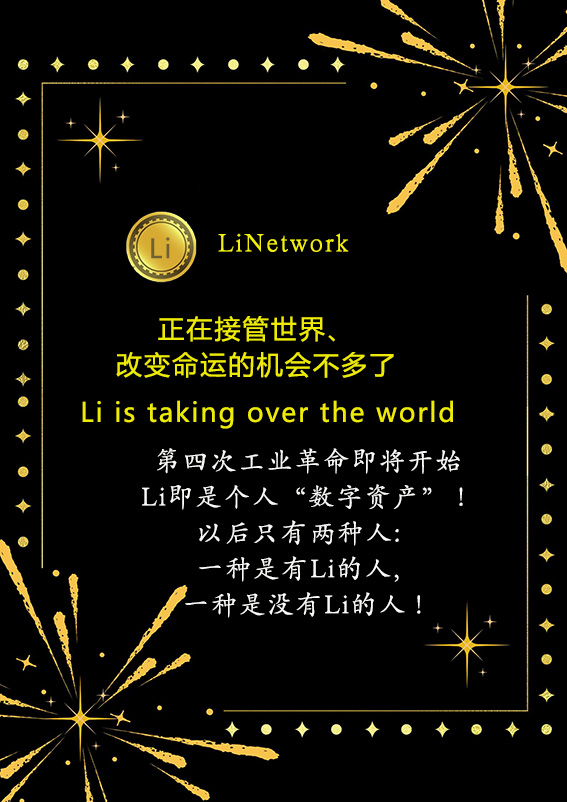 Li
LiNetwork
正在接管世界、
改变命运的机会不多了
Li is taking over the world
第四次工业革命即将开始
Li即是个人“数字资产”！
以后只有两种人:
一种是有Li的人,
一种是没有Li的人！